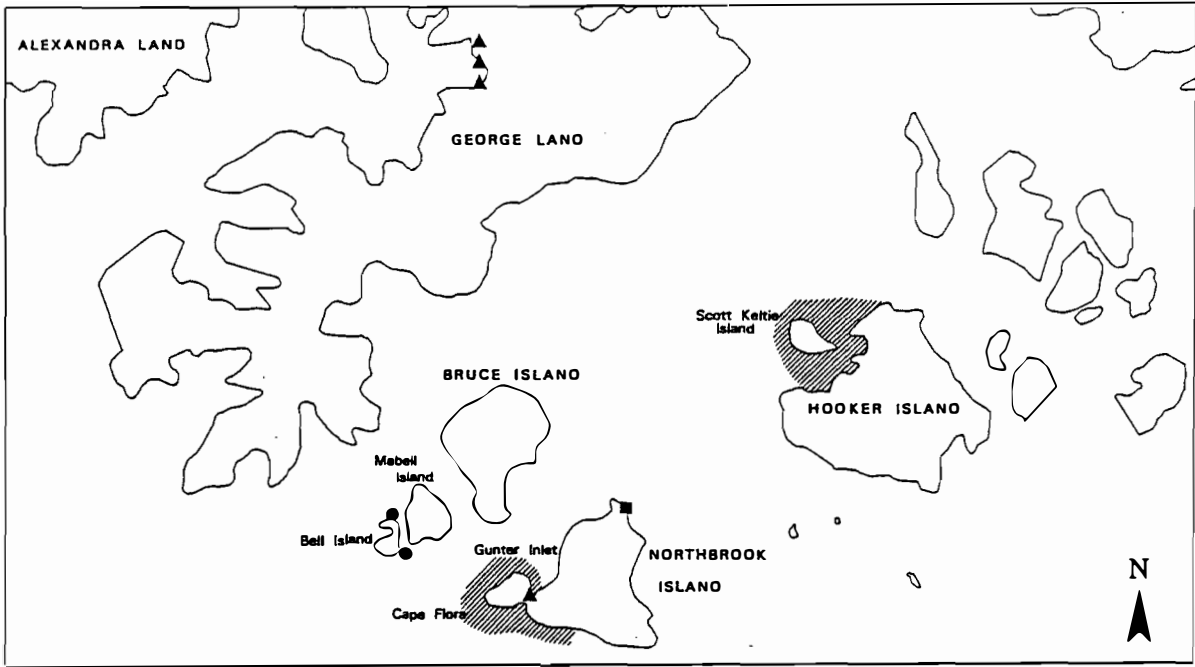 ALEXANDRA LAND
GEORGE LANO
Scott Keltie
Island
BRUCE ISLANO
HOOKER ISLANO
Mabell
Island
Bell Island
Gunter Inlet
NORTHBROOK
ISLANO
Cape Flora
N